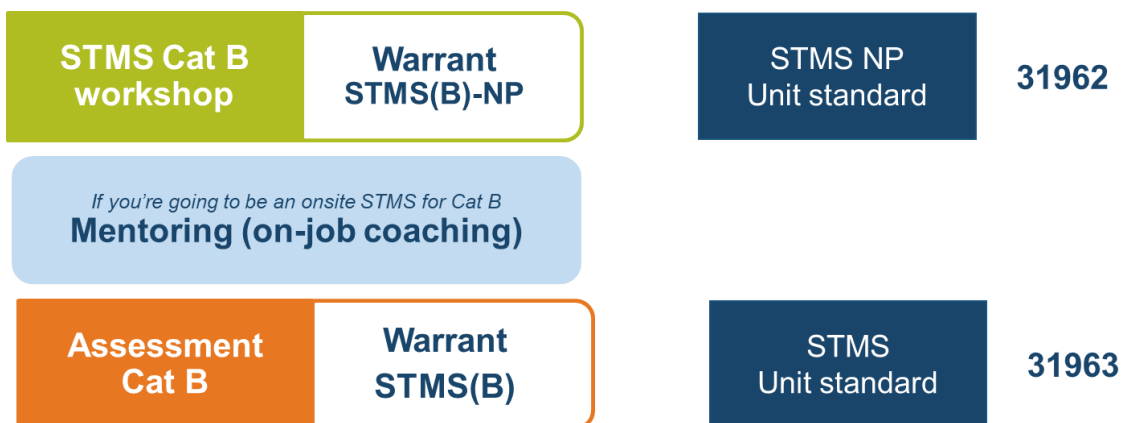 STMS Cat B
workshop
Warrant
STMS(B)-NP
STMS NP
Unit standard
31962
If you're going to be an onsite STMS for Cat B
Mentoring (on-job coaching)
Assessment
Cat B
Warrant
STMS(B)
STMS
Unit standard
31963